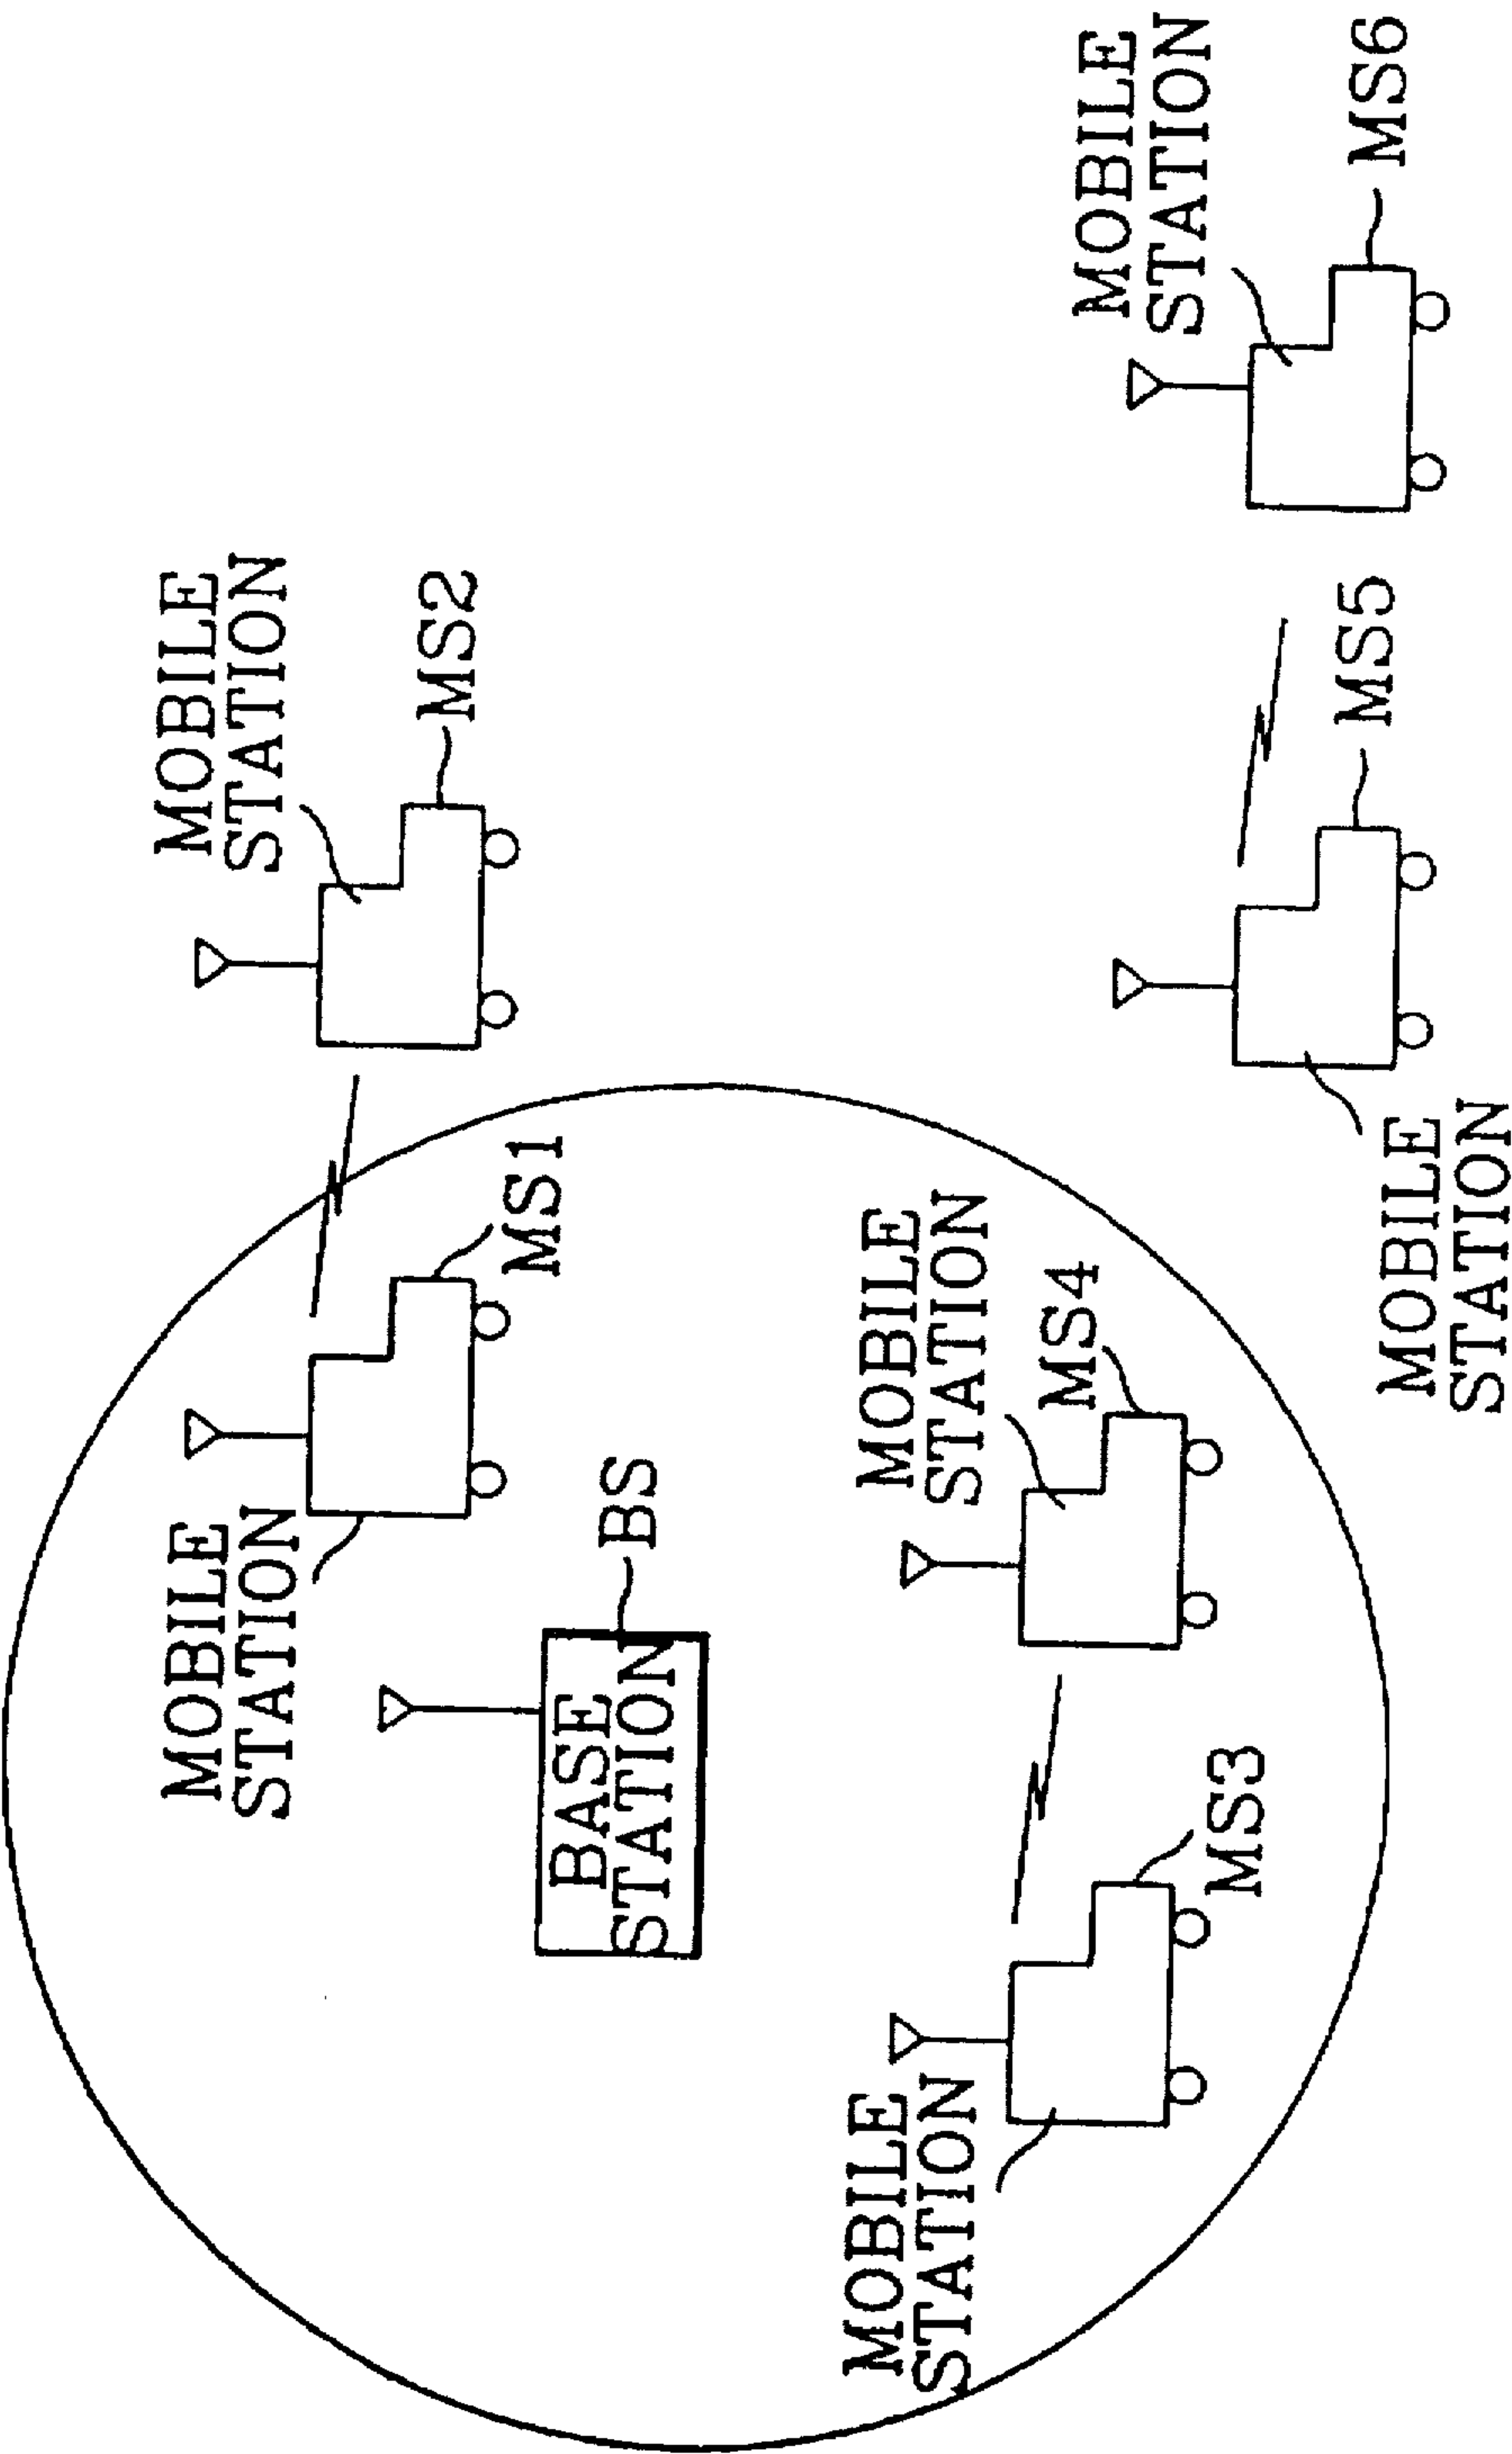 MOBILE
STATION
MS1
MOBILE
STATION
MS2
BASE
STATION
BS
MOBILE
STATION
MS3
MOBILE
STATION
MS4
MOBILE
STATION
MS5
MOBILE
STATION
MS6